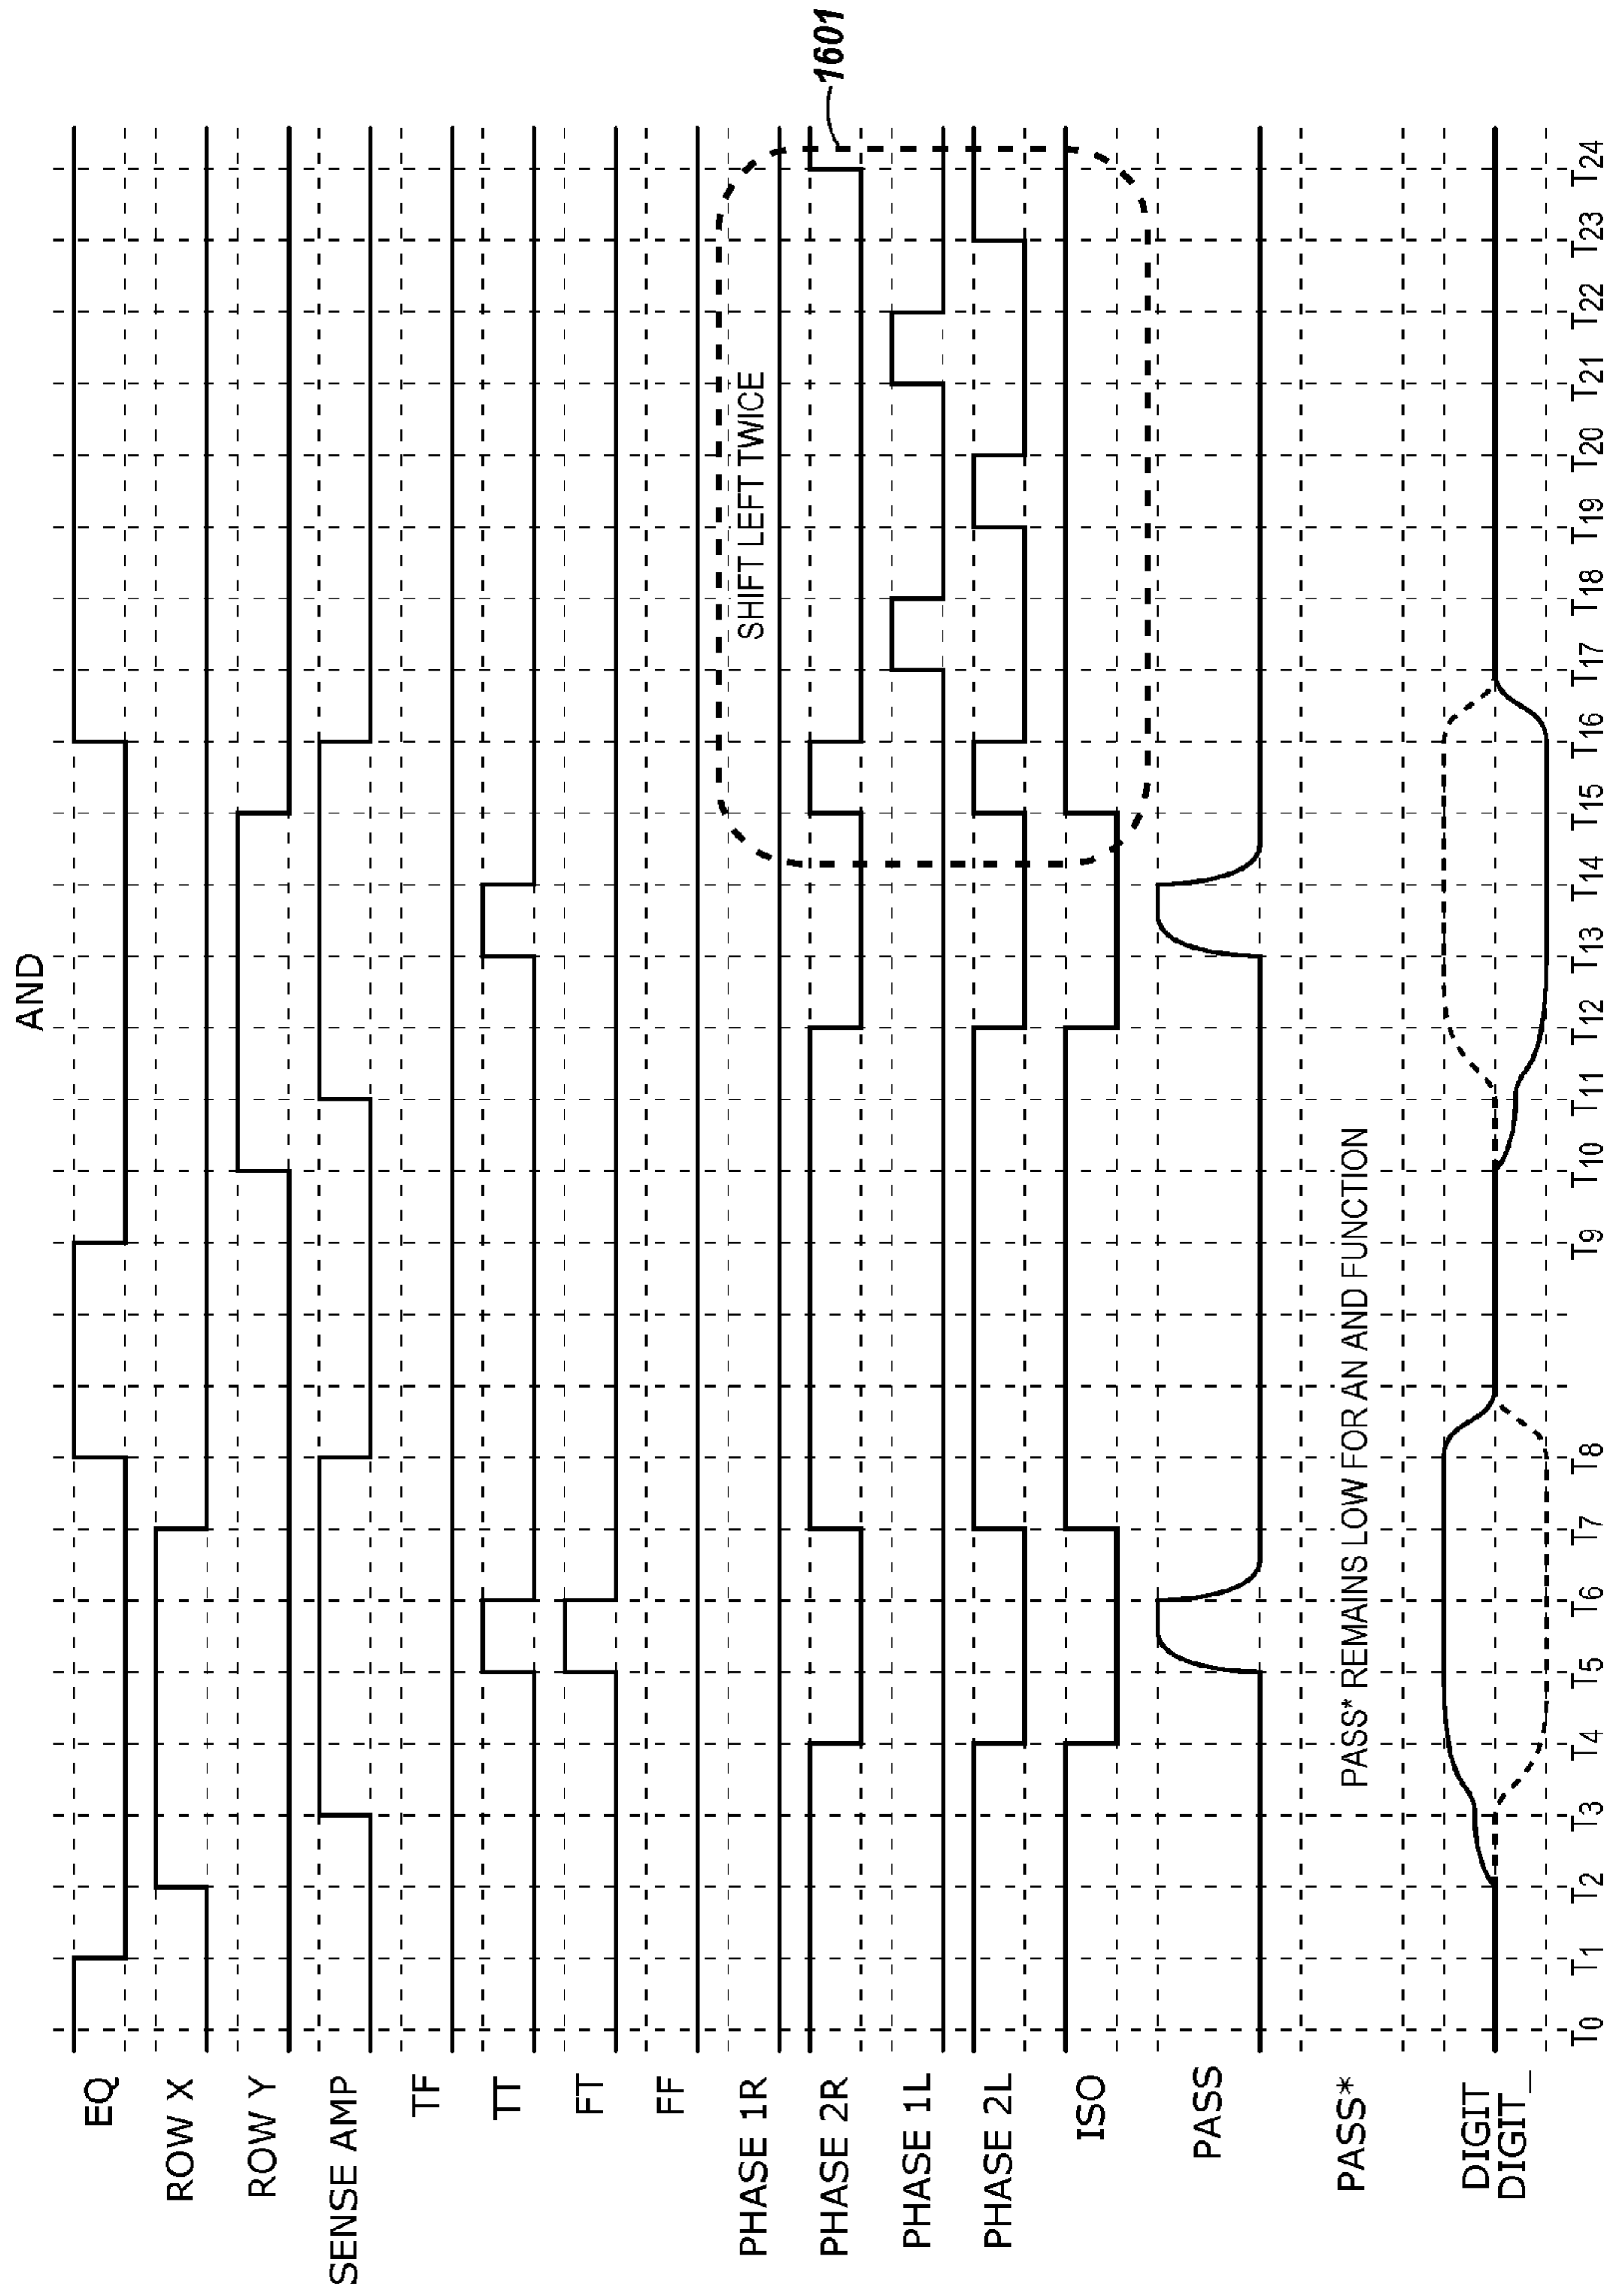 AND
EQ
ROW X
ROW Y
SENSE AMP
TF
TT
FT
FF
PHASE 1R
PHASE 2R
PHASE 1L
PHASE 2L
ISO
PASS
PASS*
DIGIT
DIGIT_
SHIFT LEFT TWICE
1601
PASS* REMAINS LOW FOR AN AND FUNCTION
T0 T1 T2 T3 T4 T5 T6 T7 T8 T9 T10 T11 T12 T13 T14 T15 T16 T17 T18 T19 T20 T21 T22 T23 T24